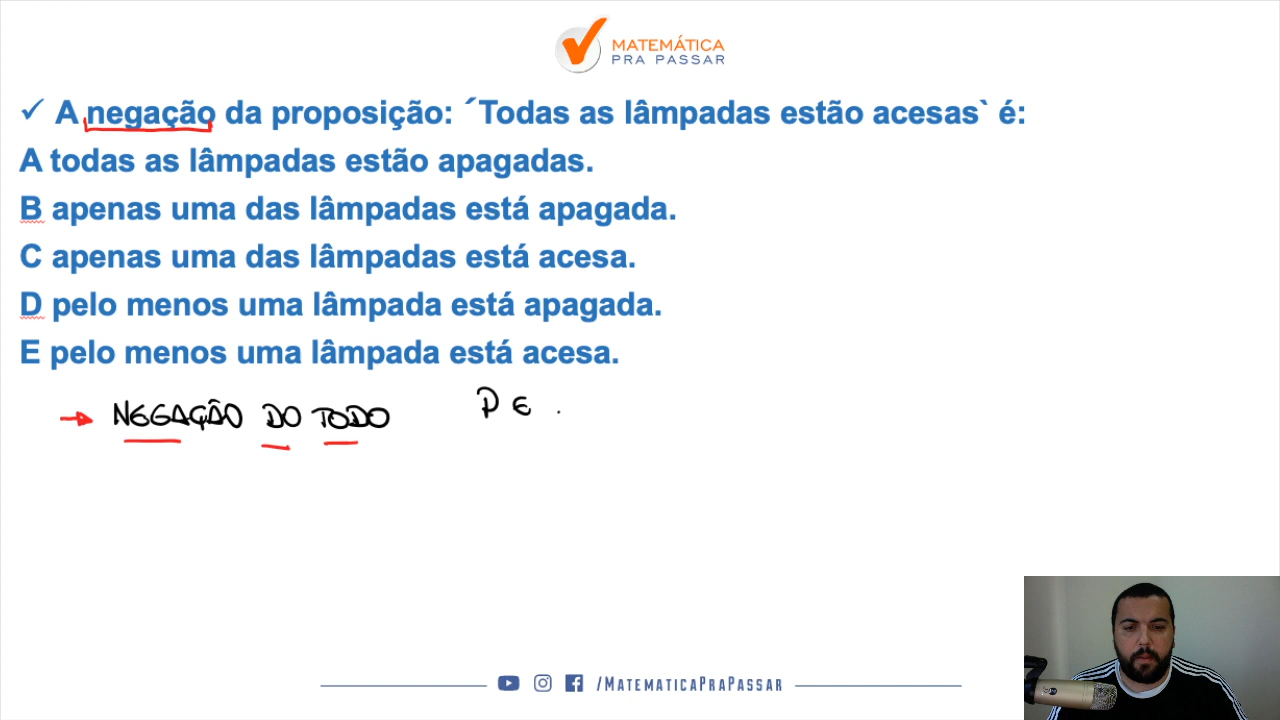 MATEMÁTICA
PRA PASSAR
✓ A negação da proposição: ´Todas as lâmpadas estão acesas` é:
A todas as lâmpadas estão apagadas.
B apenas uma das lâmpadas está apagada.
C apenas uma das lâmpadas está acesa.
D pelo menos uma lâmpada está apagada.
E pelo menos uma lâmpada está acesa.
→ NEGAÇÃO DO TODO P E
/MATEMATICAPRAPASSAR